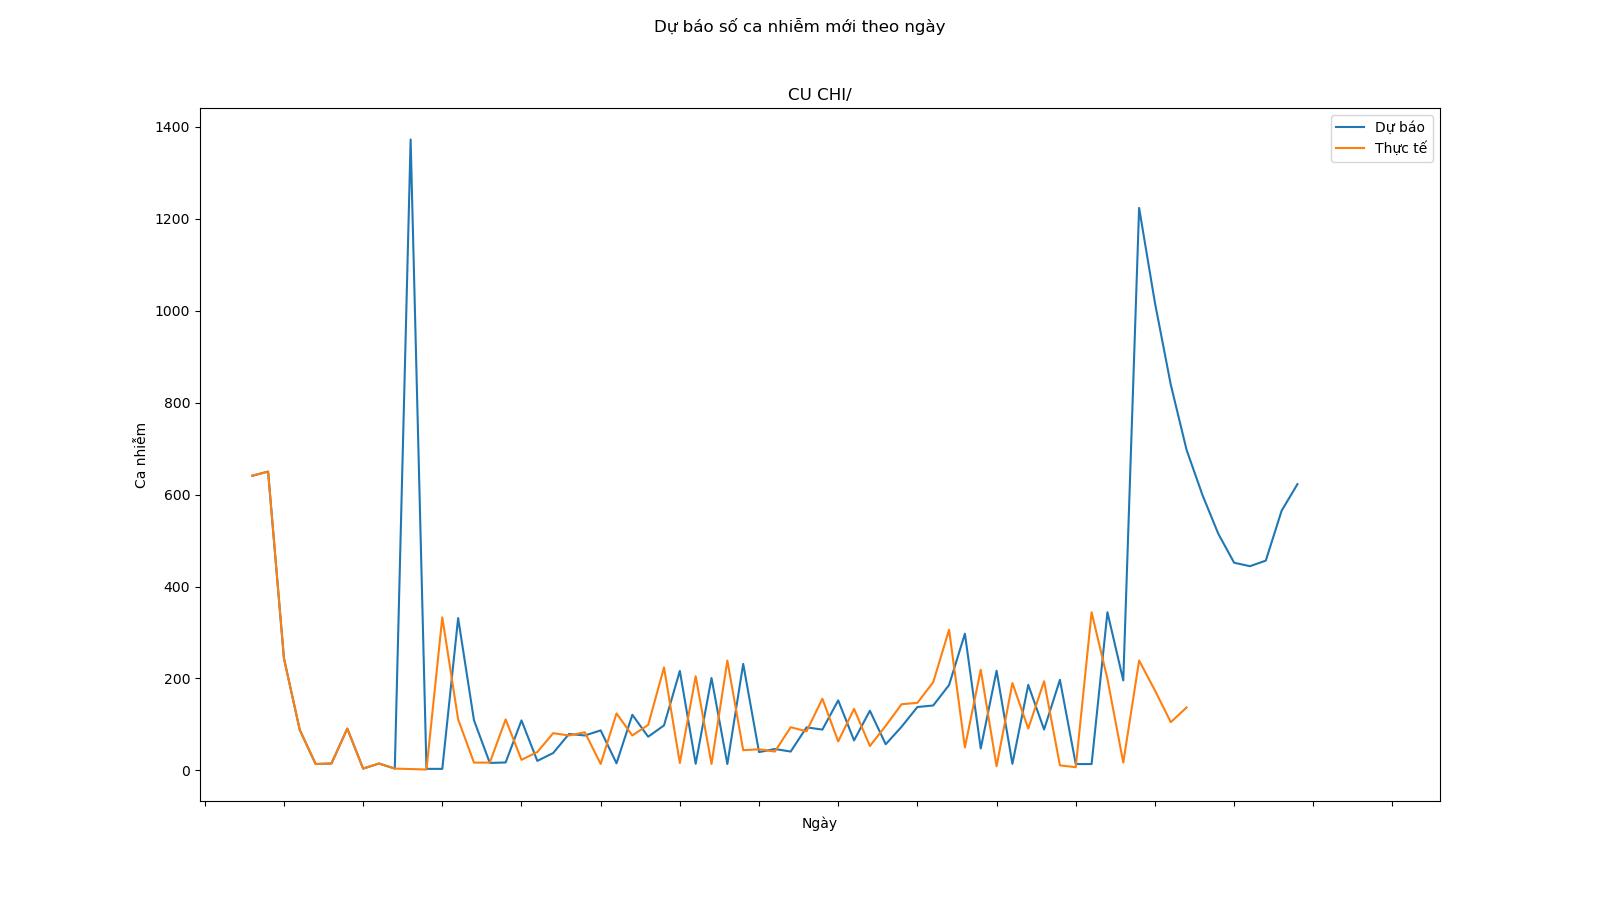 Dự báo số ca nhiễm mới theo ngày
CU CHI/
Dự báo
Thực tế
1400
1200
1000
800
600
400
200
0
Ca nhiễm
Ngày